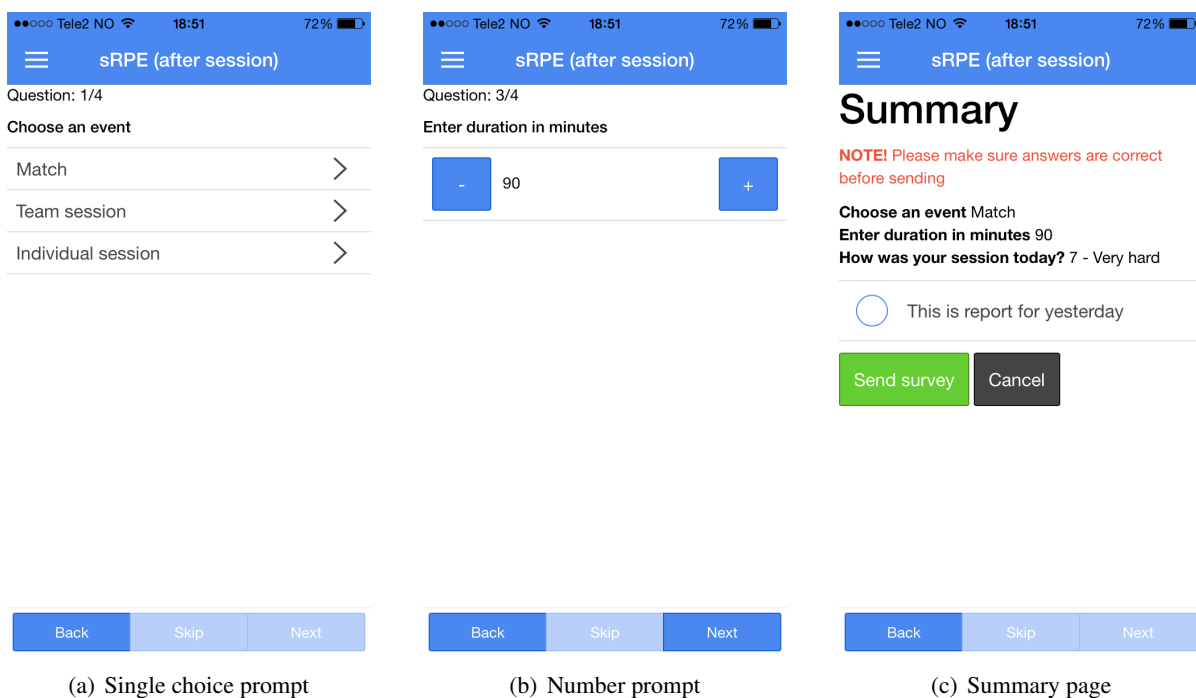 Tele2 NO 18:51 72%
sRPE (after session)
Question: 1/4
Choose an event
Match
Team session
Individual session
Back Skip Next
(a) Single choice prompt
Tele2 NO 18:51 72%
sRPE (after session)
Question: 3/4
Enter duration in minutes
- 90 +
Back Skip Next
(b) Number prompt
Tele2 NO 18:51 72%
sRPE (after session)
Summary
NOTE! Please make sure answers are correct
before sending
Choose an event Match
Enter duration in minutes 90
How was your session today? 7 - Very hard
This is report for yesterday
Send survey Cancel
Back Skip Next
(c) Summary page